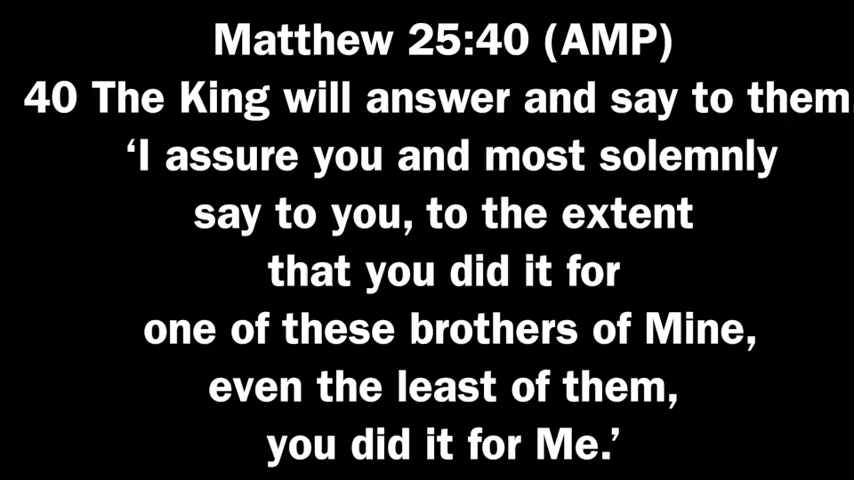 Matthew 25:40 (AMP)
40 The King will answer and say to them,
‘I assure you and most solemnly
say to you, to the extent
that you did it for
one of these brothers of Mine,
even the least of them,
you did it for Me.’